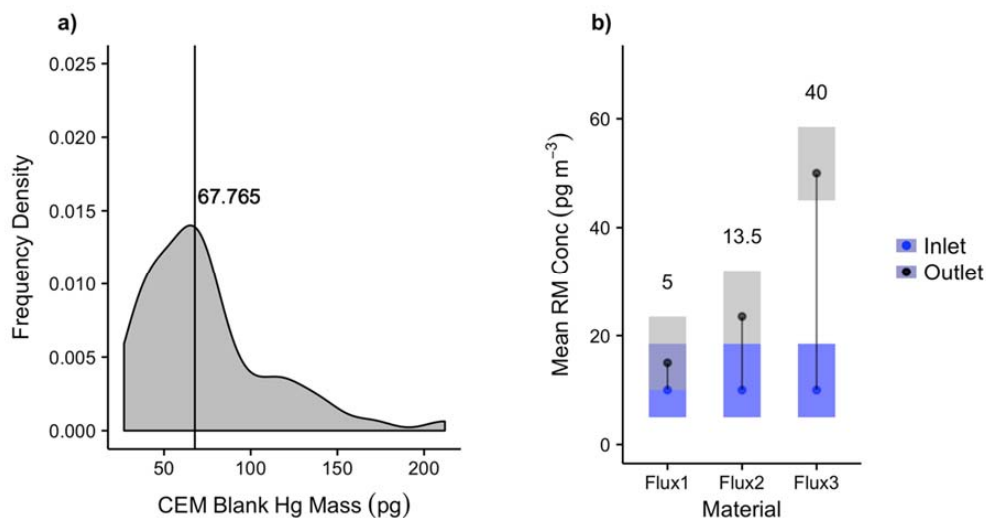 a)
Frequency Density
0.025
0.020
0.015
0.010
0.005
0.000
67.765
50
100
150
200
CEM Blank Hg Mass (pg)
b)
Mean RM Conc (pg m⁻³)
60
40
20
0
5
13.5
40
Flux1
Flux2
Flux3
Material
Inlet
Outlet